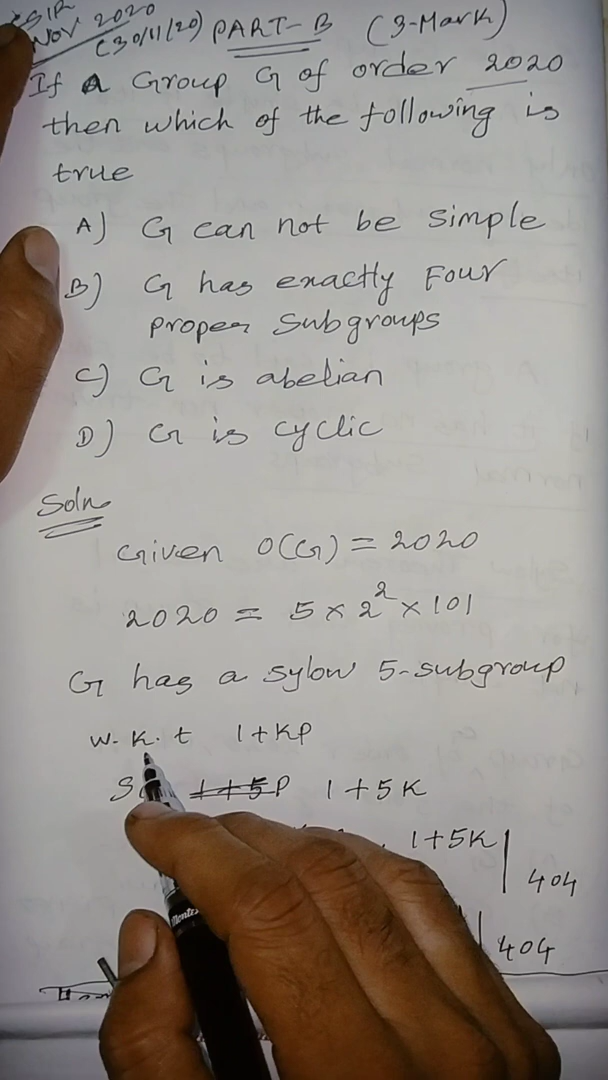 CSIR
NOV 2020
(30/11/20) PART-B (3-Mark)
If a Group G of order 2020
then which of the following is
true
A) G can not be simple
B) G has exactly Four
proper subgroups
C) G is abelian
D) G is cyclic
Soln
Given O(G) = 2020
2020 = 5 × 2² × 101
G has a sylow 5-subgroup
W.K.t 1+KP
1+5P 1+5K
1+5K | 404
| 404